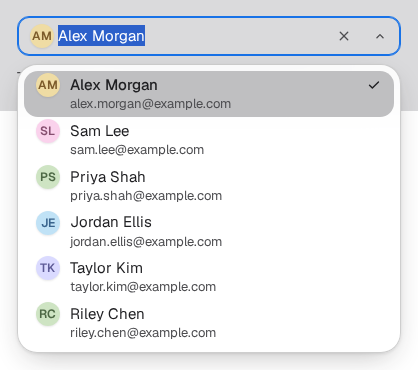 AM Alex Morgan
AM Alex Morgan
alex.morgan@example.com
SL Sam Lee
sam.lee@example.com
PS Priya Shah
priya.shah@example.com
JE Jordan Ellis
jordan.ellis@example.com
TK Taylor Kim
taylor.kim@example.com
RC Riley Chen
riley.chen@example.com